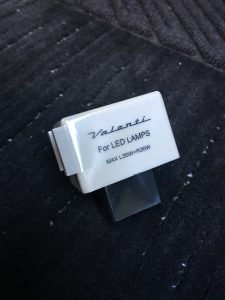 Valenti
For LED LAMPS
MAX L35W+R35W